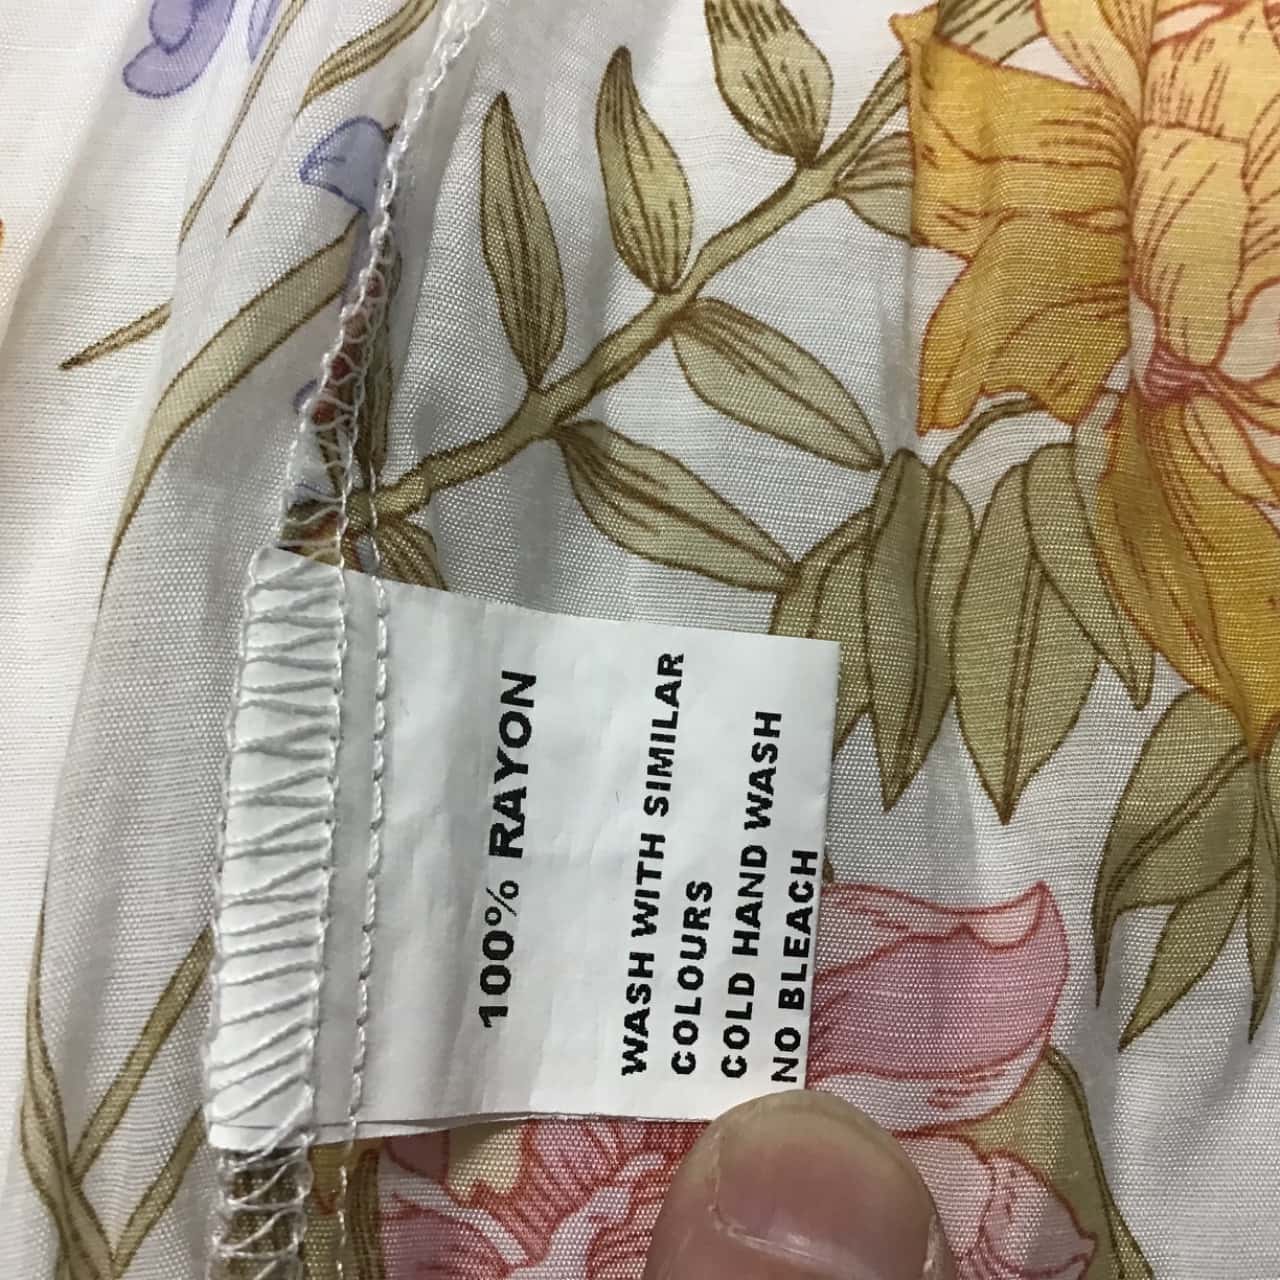 100% RAYON
WASH WITH SIMILAR
COLOURS
COLD HAND WASH
NO BLEACH